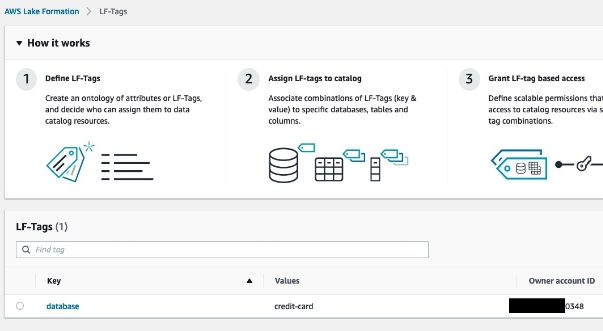 AWS Lake Formation > LF-Tags
How it works
1 Define LF-Tags
Create an ontology of attributes or LF-Tags,
and decide who can assign them to data
catalog resources.
2 Assign LF-tags to catalog
Associate combinations of LF-Tags (key &
value) to specific databases, tables and
columns.
3 Grant LF-tag based access
Define scalable permissions tha
access to catalog resources via s
tag combinations.
LF-Tags (1)
Find tag
Key Values Owner account ID
database credit-card 0348